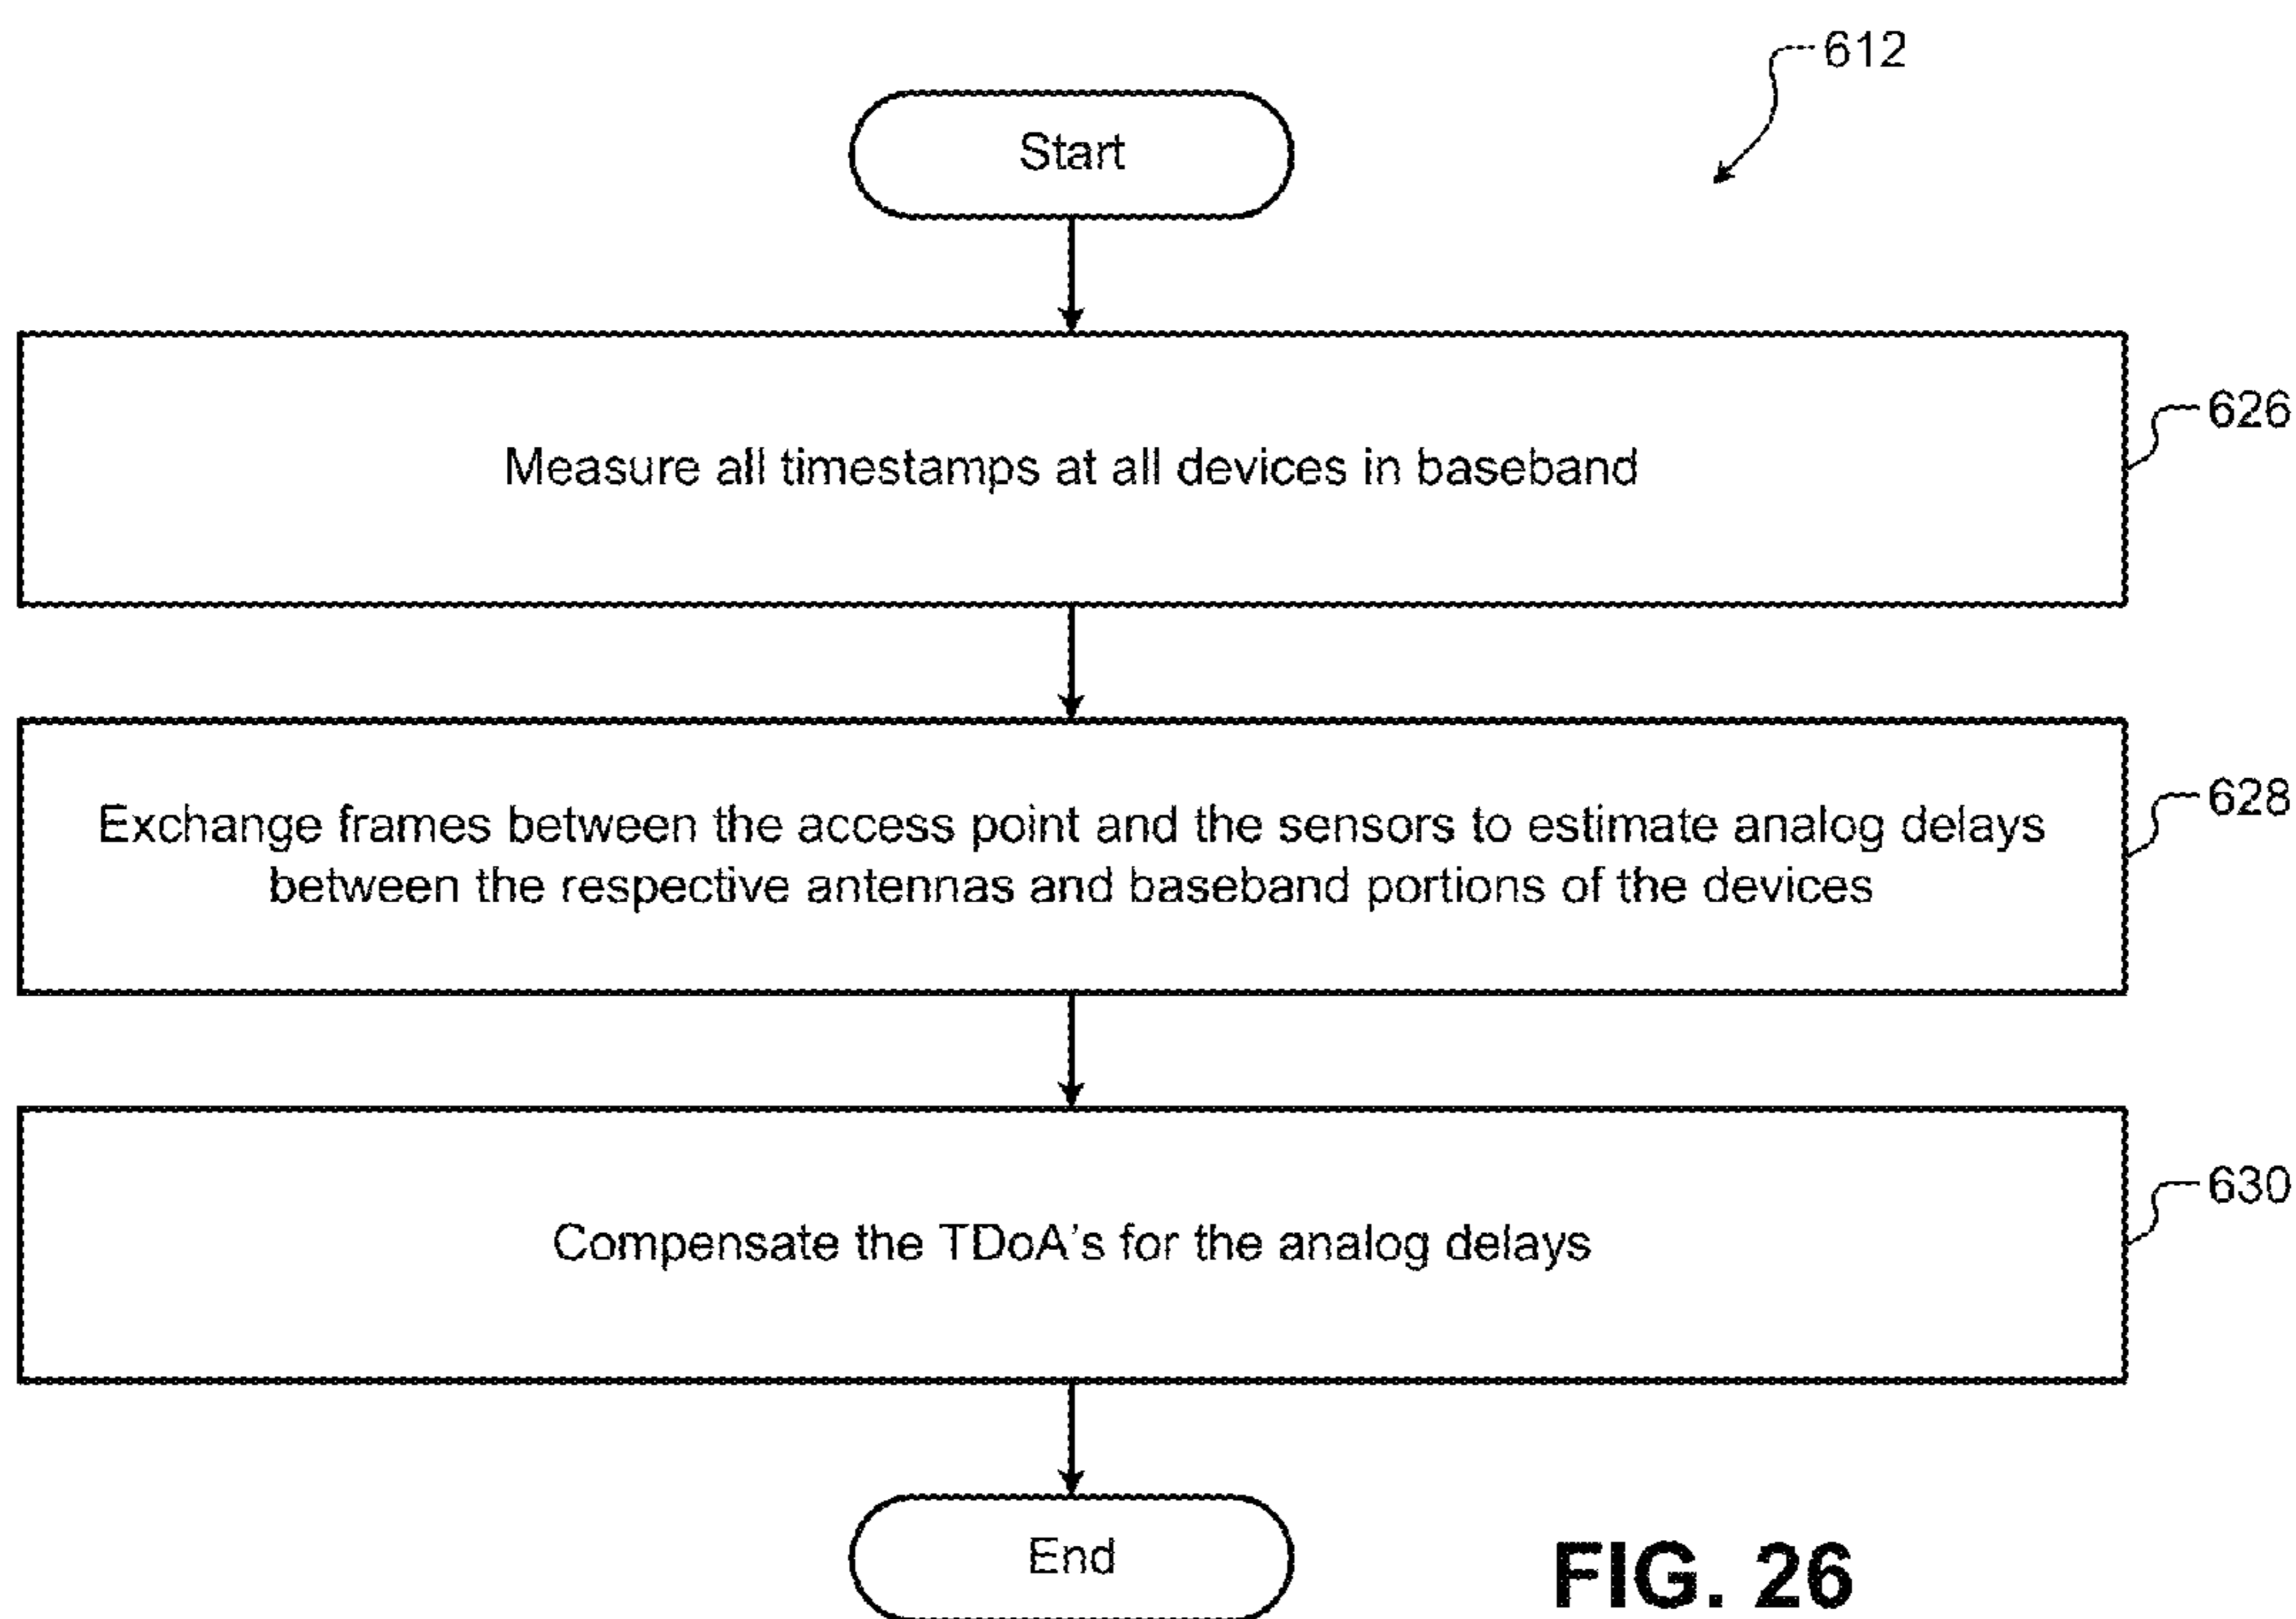 612
Start
Measure all timestamps at all devices in baseband
626
Exchange frames between the access point and the sensors to estimate analog delays
between the respective antennas and baseband portions of the devices
628
Compensate the TDoA's for the analog delays
630
End
FIG. 26